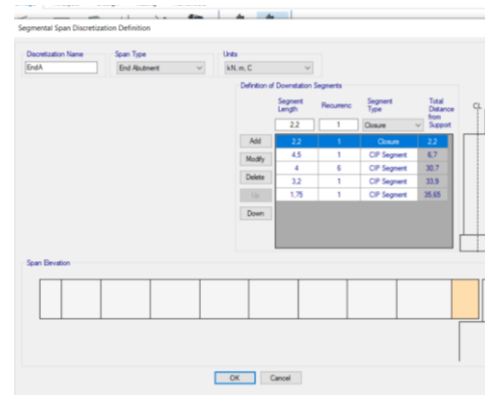 Segmental Span Discretization Definition
Discretization Name
Span Type
Units
EndA
End Abutment
kN, m, C
Definition of Downstation Segments
Segment Length
Recurrenc
Segment Type
Total Distance from Support
CL
2,2
1
Closure
Add
2,2 1 Closure 2,2
Modify
4,5 1 CIP Segment 6,7
4 6 CIP Segment 30,7
Delete
3,2 1 CIP Segment 33,9
Up
1,75 1 CIP Segment 35,65
Down
Span Elevation
OK
Cancel